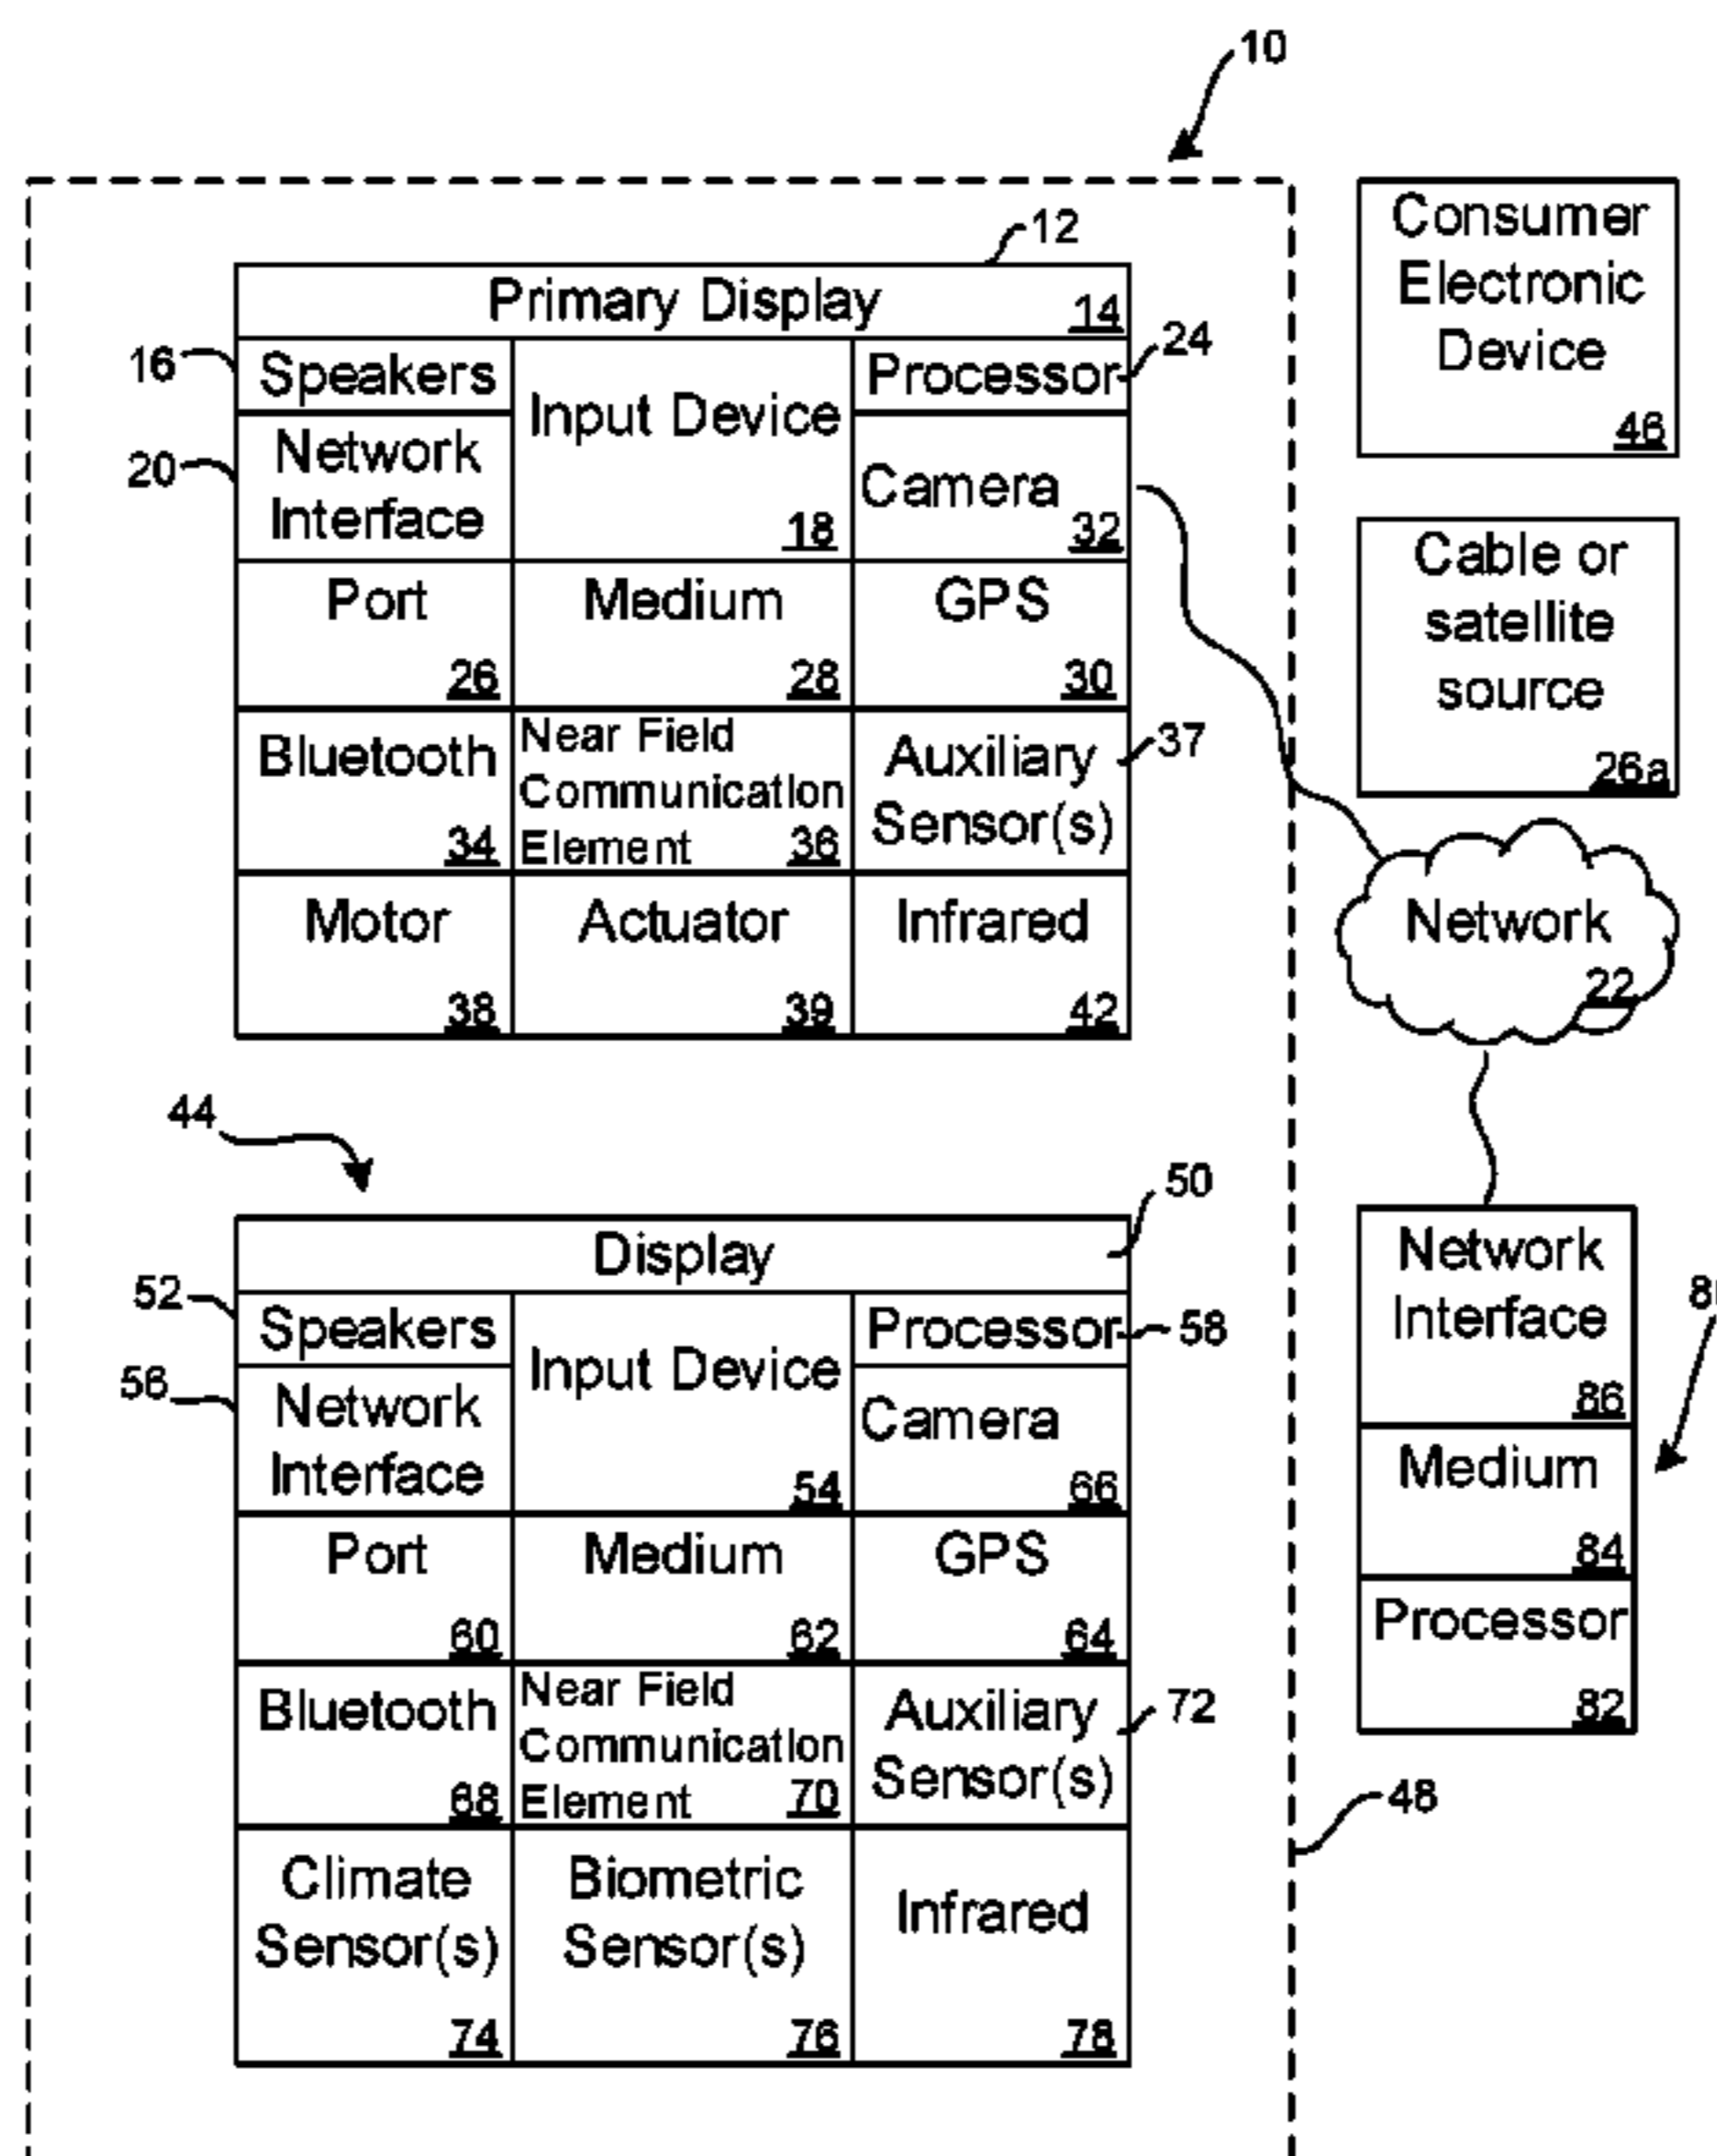 10
12
Primary Display
14
16
Speakers
Input Device
18
Processor
24
20
Network
Interface
Camera
32
Port
26
Medium
28
GPS
30
Bluetooth
34
Near Field
Communication
Element
36
Auxiliary
Sensor(s)
37
Motor
38
Actuator
39
Infrared
42
Consumer
Electronic
Device
46
Cable or
satellite
source
26a
Network
22
44
50
Display
52
Speakers
Input Device
54
Processor
58
56
Network
Interface
Camera
66
Port
60
Medium
62
GPS
64
Bluetooth
68
Near Field
Communication
Element
70
Auxiliary
Sensor(s)
72
Climate
Sensor(s)
74
Biometric
Sensor(s)
76
Infrared
78
Network
Interface
86
Medium
84
Processor
82
48